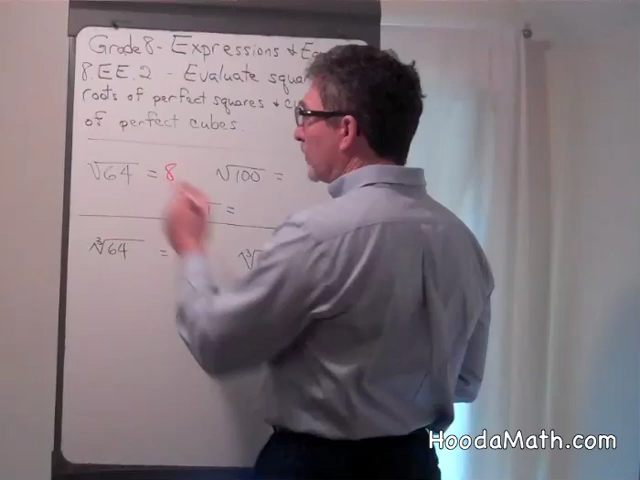 Grade 8 - Expressions &
8.EE.2 - Evaluate squar
roots of perfect squares & c
of perfect cubes.
√64 = 8 √100 =
=
∛64 = ∛
HoodaMath.com